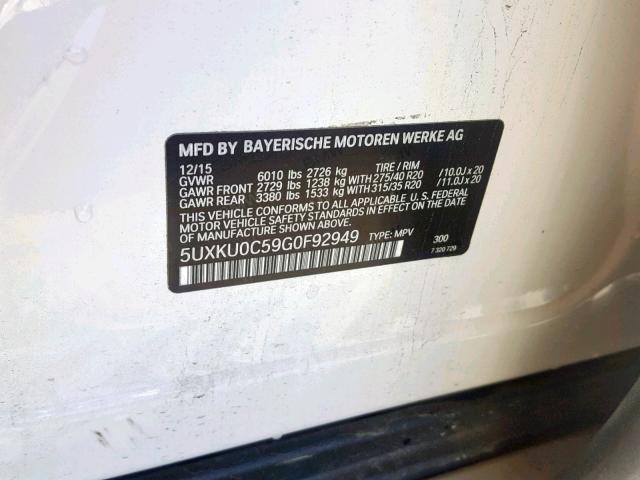 MFD BY BAYERISCHE MOTOREN WERKE AG
12/15 TIRE / RIM
GVWR 6010 lbs 2726 kg
GAWR FRONT 2729 lbs 1238 kg WITH 275/40 R20 /10.0J x 20
GAWR REAR 3380 lbs 1533 kg WITH 315/35 R20 /11.0J x 20
THIS VEHICLE CONFORMS TO ALL APPLICABLE U. S. FEDERAL
MOTOR VEHICLE SAFETY STANDARDS IN EFFECT ON THE DATE
OF MANUFACTURE SHOWN ABOVE.
5UXKU0C59G0F92949 TYPE: MPV 300
7 320 729